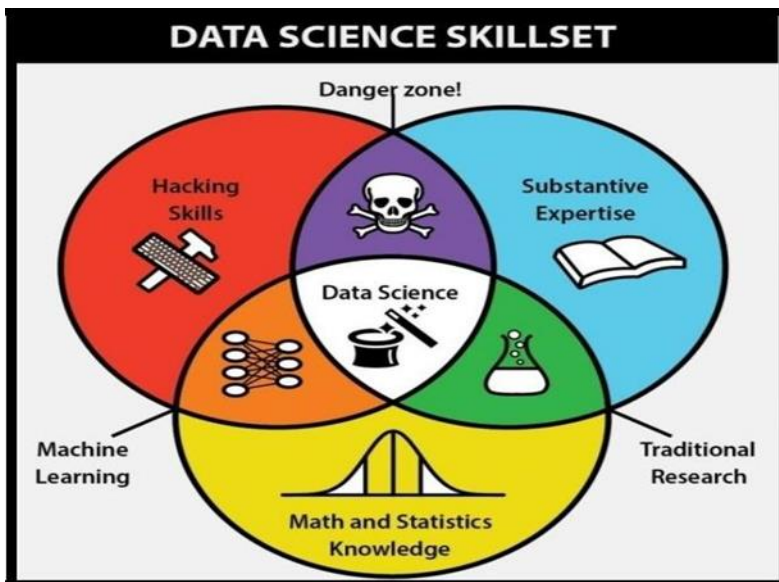 DATA SCIENCE SKILLSET
Danger zone!
Hacking
Skills
Substantive
Expertise
Data Science
Machine
Learning
Traditional
Research
Math and Statistics
Knowledge